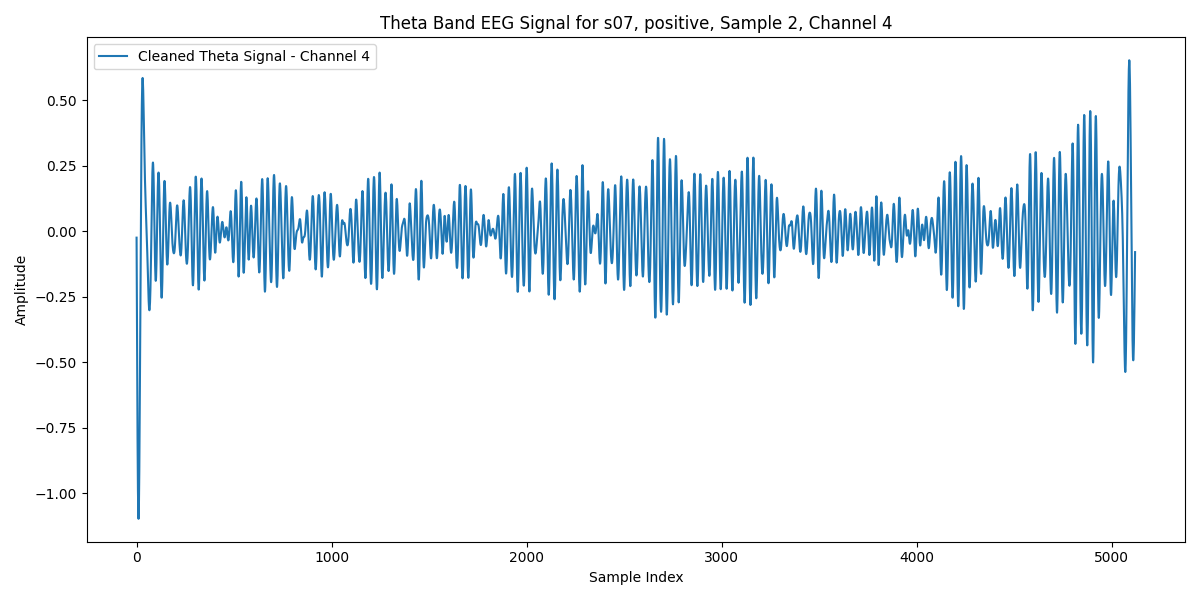 Theta Band EEG Signal for s07, positive, Sample 2, Channel 4
Cleaned Theta Signal - Channel 4
Amplitude
0.50
0.25
0.00
−0.25
−0.50
−0.75
−1.00
0 1000 2000 3000 4000 5000
Sample Index